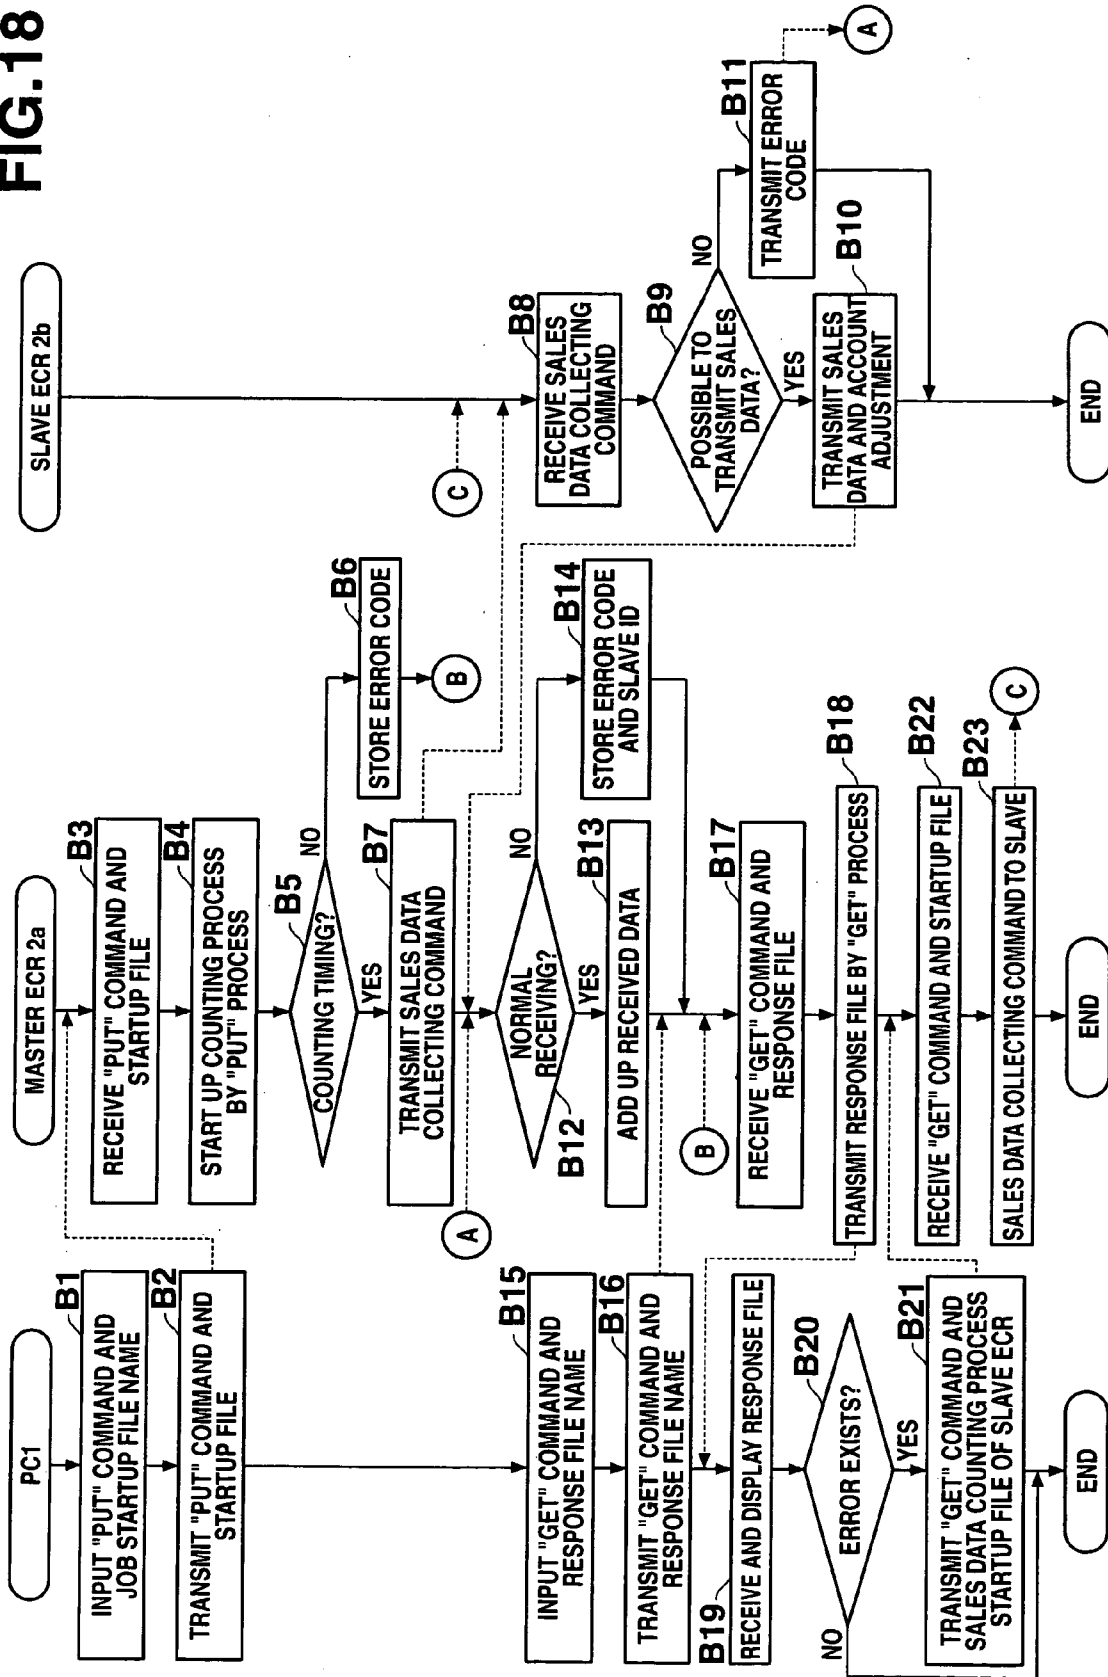 FIG.18
PC1
B1
INPUT "PUT" COMMAND AND
JOB STARTUP FILE NAME
B2
TRANSMIT "PUT" COMMAND AND
STARTUP FILE
B15
INPUT "GET" COMMAND AND
RESPONSE FILE NAME
B16
TRANSMIT "GET" COMMAND AND
RESPONSE FILE NAME
B19
RECEIVE AND DISPLAY RESPONSE FILE
B20
ERROR EXISTS?
NO
YES
B21
TRANSMIT "GET" COMMAND AND
SALES DATA COUNTING PROCESS
STARTUP FILE OF SLAVE ECR
END
MASTER ECR 2a
B3
RECEIVE "PUT" COMMAND AND
STARTUP FILE
B4
START UP COUNTING PROCESS
BY "PUT" PROCESS
B5
COUNTING TIMING?
NO
YES
B6
STORE ERROR CODE
B
B7
TRANSMIT SALES DATA
COLLECTING COMMAND
A
NORMAL
RECEIVING?
B12
NO
YES
B14
STORE ERROR CODE
AND SLAVE ID
B13
ADD UP RECEIVED DATA
B
B17
RECEIVE "GET" COMMAND AND
RESPONSE FILE
B18
TRANSMIT RESPONSE FILE BY "GET" PROCESS
B22
RECEIVE "GET" COMMAND AND STARTUP FILE
B23
SALES DATA COLLECTING COMMAND TO SLAVE
C
END
SLAVE ECR 2b
C
B8
RECEIVE SALES
DATA COLLECTING
COMMAND
B9
POSSIBLE TO
TRANSMIT SALES
DATA?
NO
YES
B11
TRANSMIT ERROR
CODE
A
B10
TRANSMIT SALES
DATA AND ACCOUNT
ADJUSTMENT
END